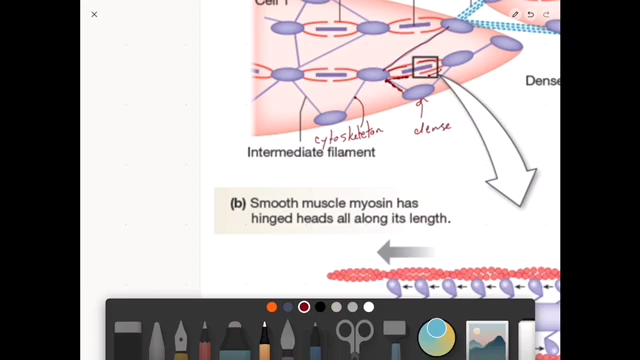 Cell 1
Dense
cytoskeleton
dense
Intermediate filament
(b) Smooth muscle myosin has
hinged heads all along its length.